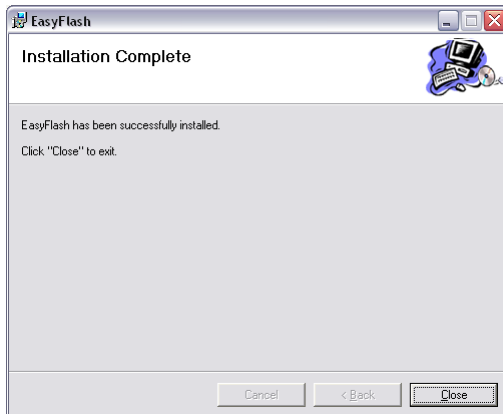 EasyFlash
Installation Complete
EasyFlash has been successfully installed.
Click "Close" to exit.
Cancel
< Back
Close